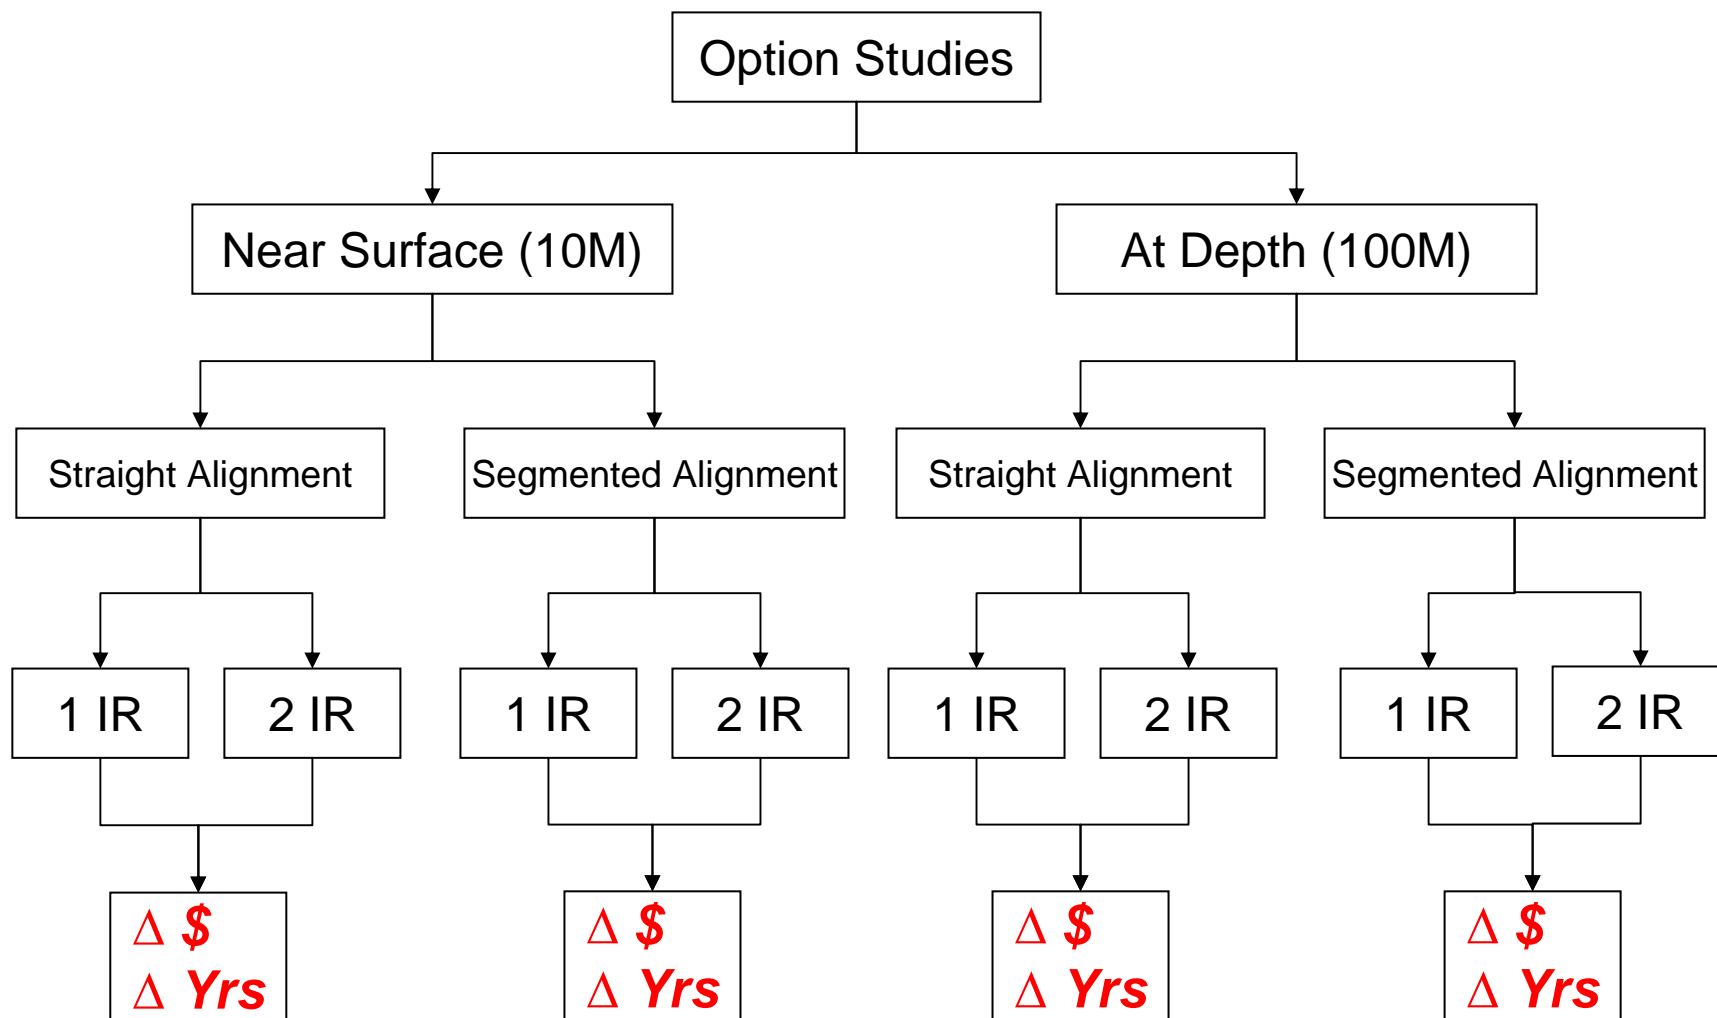 Option Studies
Near Surface (10M)
At Depth (100M)
Straight Alignment
Segmented Alignment
Straight Alignment
Segmented Alignment
1 IR
2 IR
1 IR
2 IR
1 IR
2 IR
1 IR
2 IR
Δ $
Δ Yrs
Δ $
Δ Yrs
Δ $
Δ Yrs
Δ $
Δ Yrs